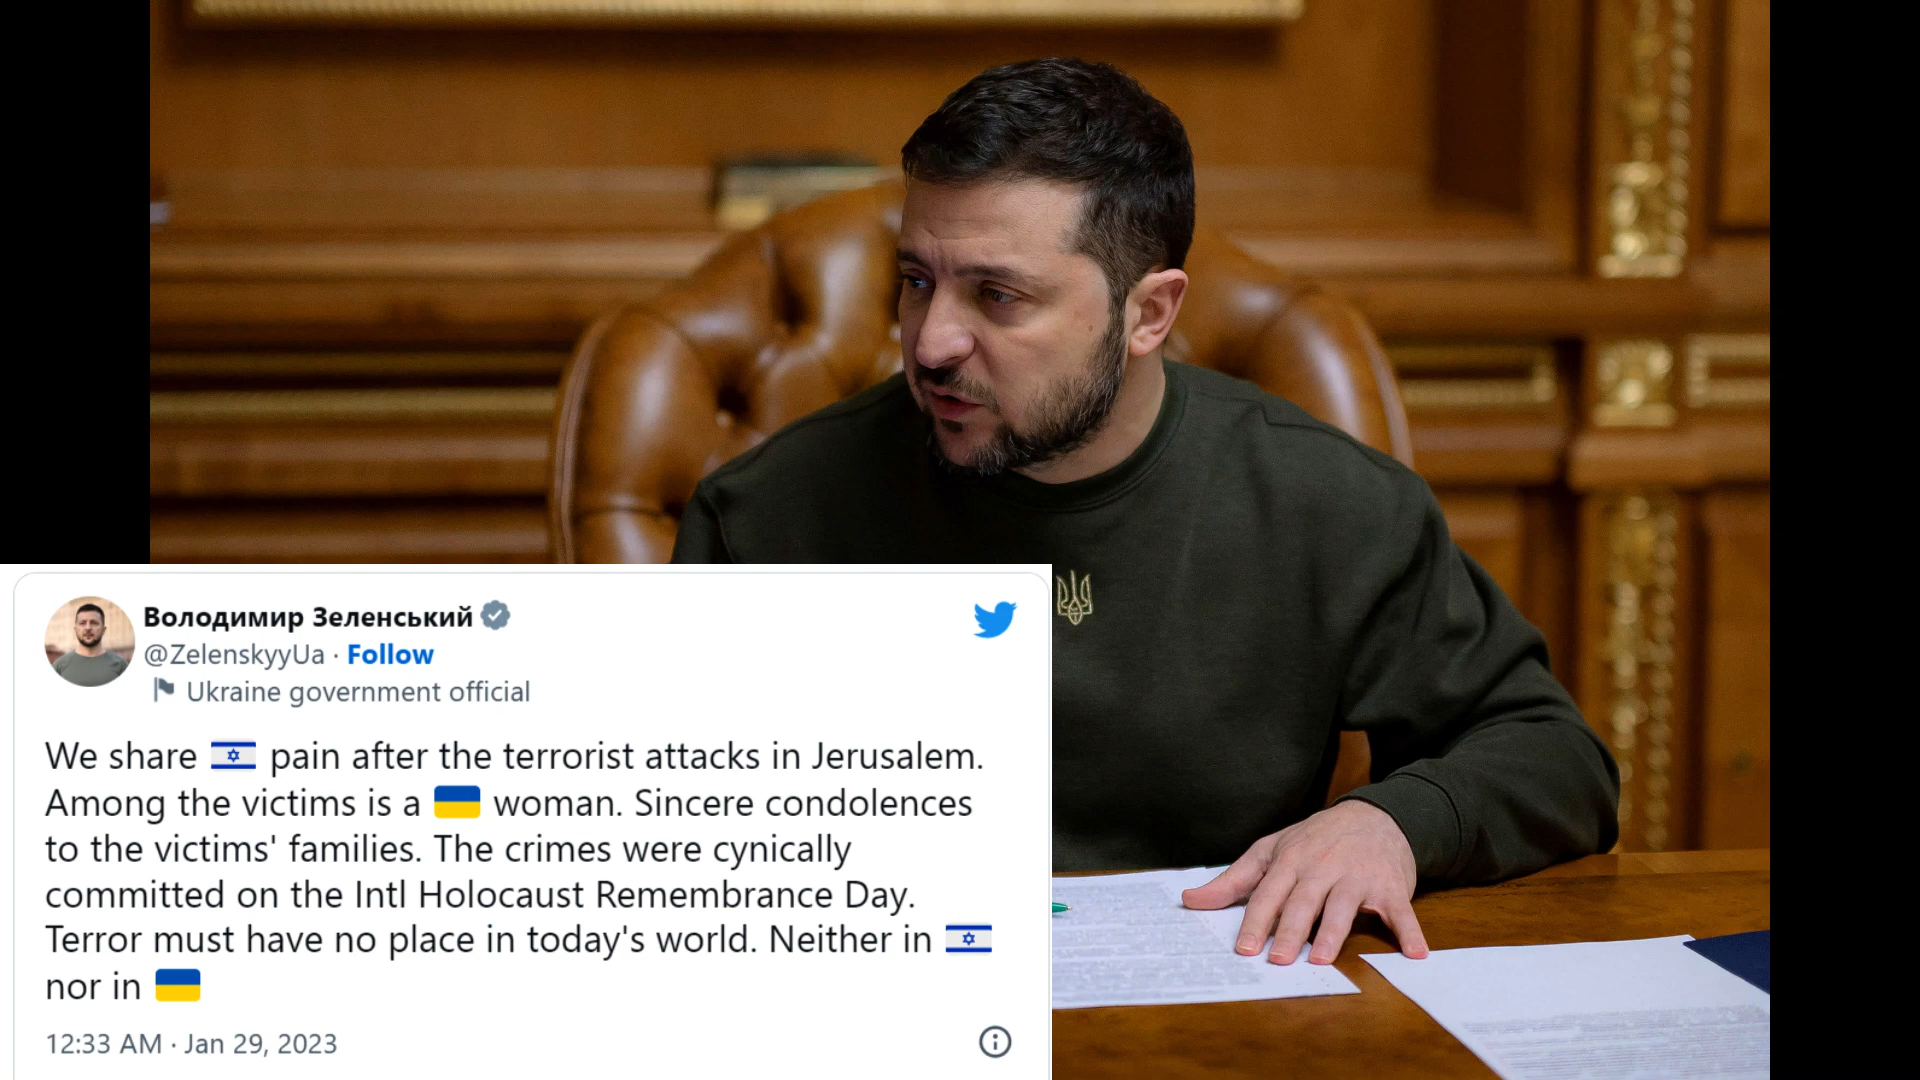 Володимир Зеленський
@ZelenskyyUa · Follow
Ukraine government official
We share 🇮🇱 pain after the terrorist attacks in Jerusalem.
Among the victims is a 🇺🇦 woman. Sincere condolences
to the victims' families. The crimes were cynically
committed on the Intl Holocaust Remembrance Day.
Terror must have no place in today's world. Neither in 🇮🇱
nor in 🇺🇦
12:33 AM · Jan 29, 2023